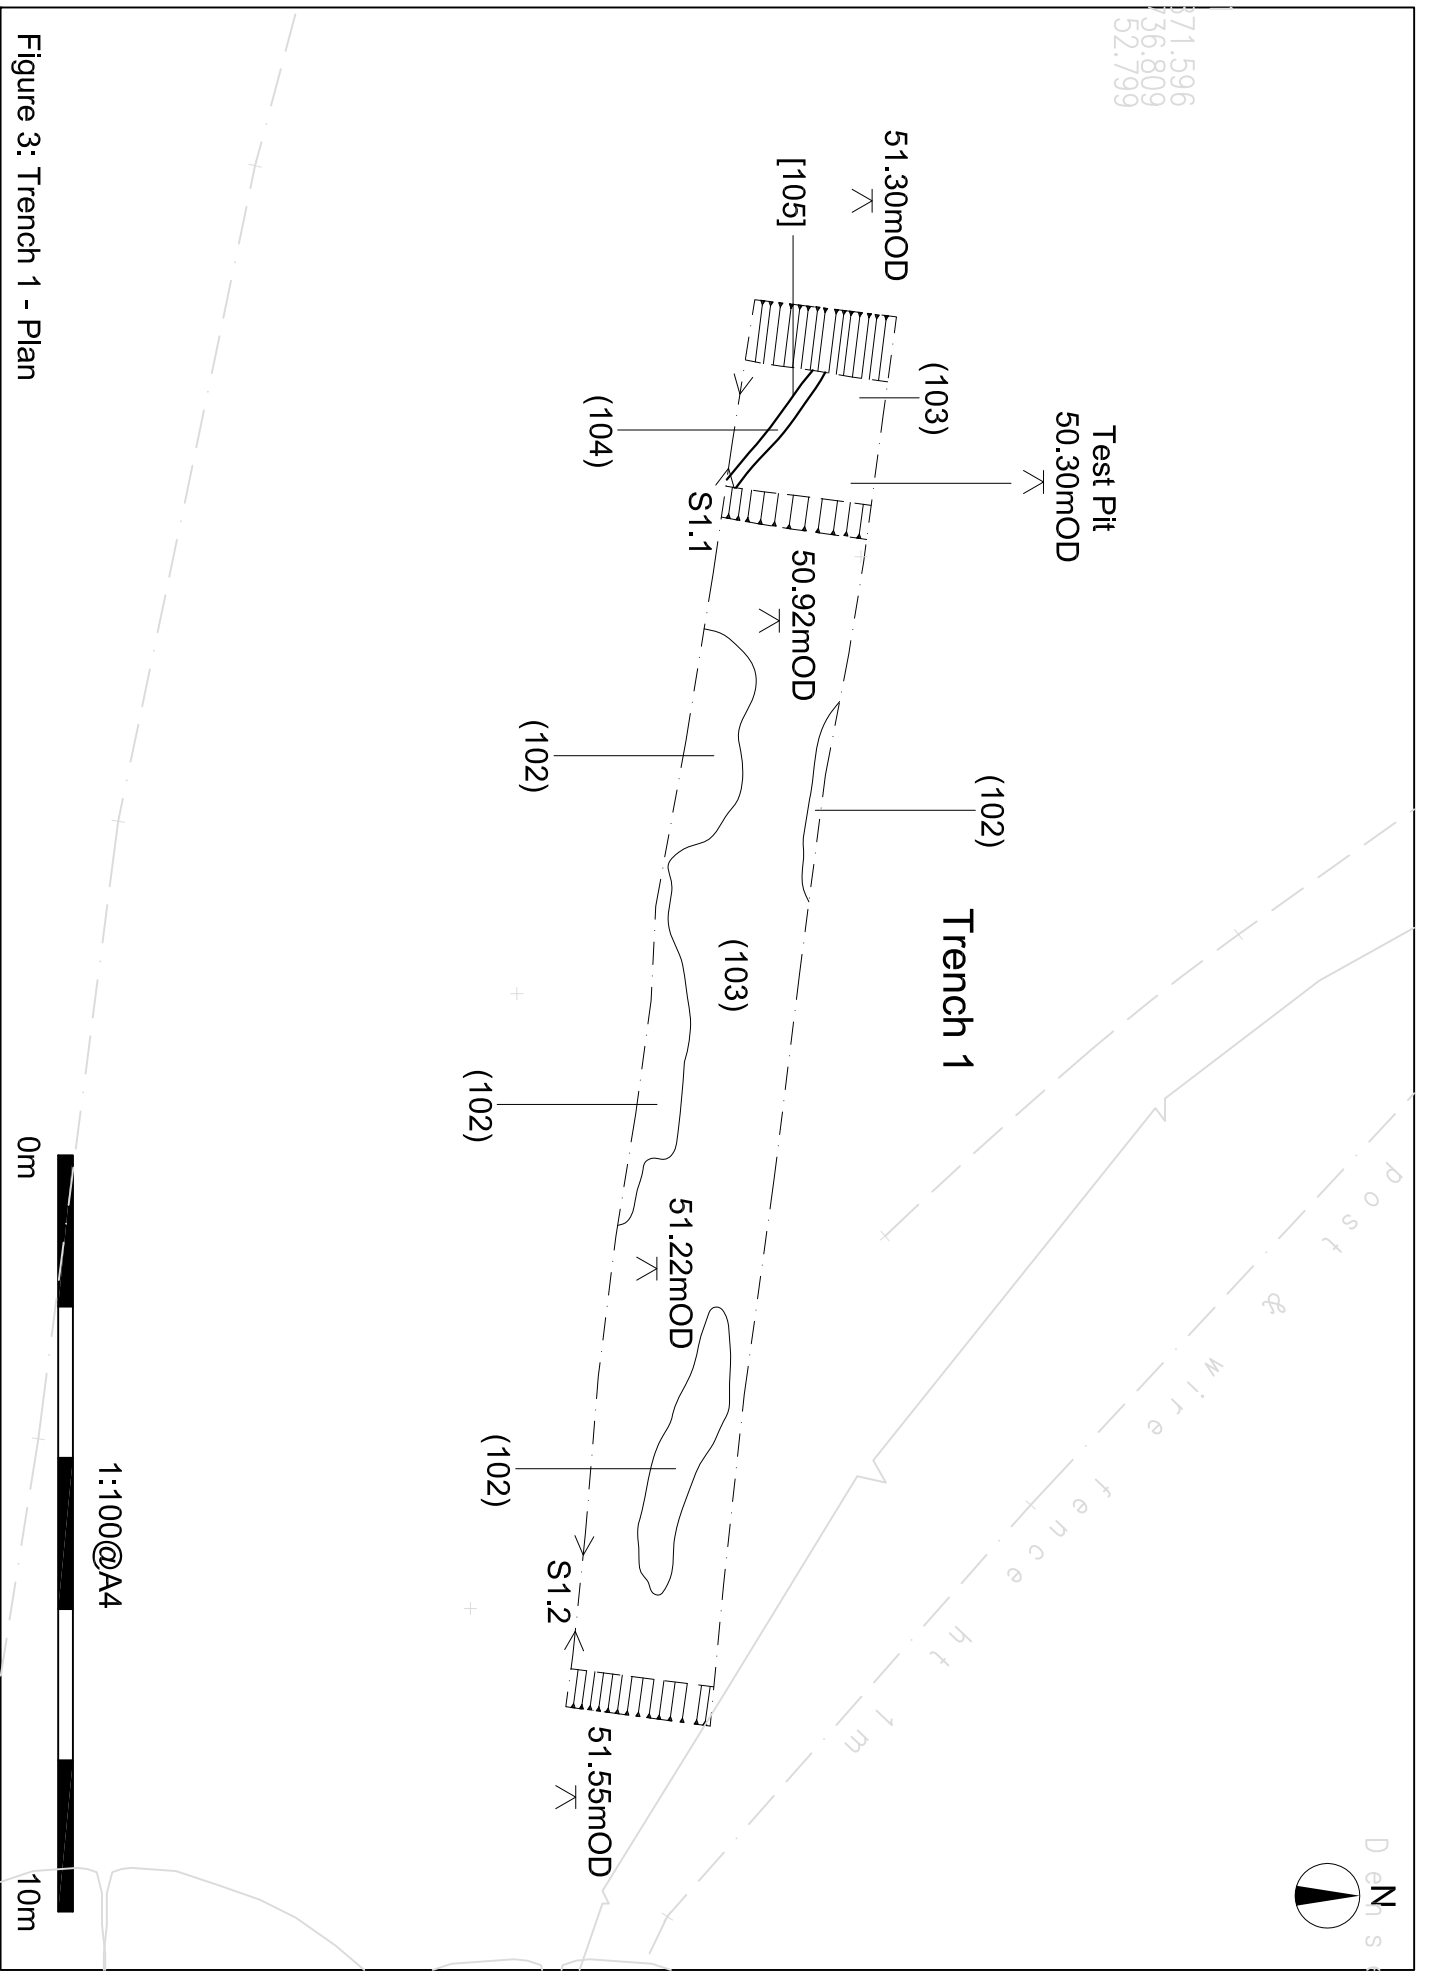 371.596
736.809
52.799
N
Dens
51.30mOD
[105]
(103)
Test Pit
50.30mOD
(104)
S1.1
50.92mOD
(102)
(102)
Trench 1
(103)
(102)
51.22mOD
(102)
S1.2
51.55mOD
post & wire fence ht 1m
1:100@A4
0m
10m
Figure 3: Trench 1 - Plan